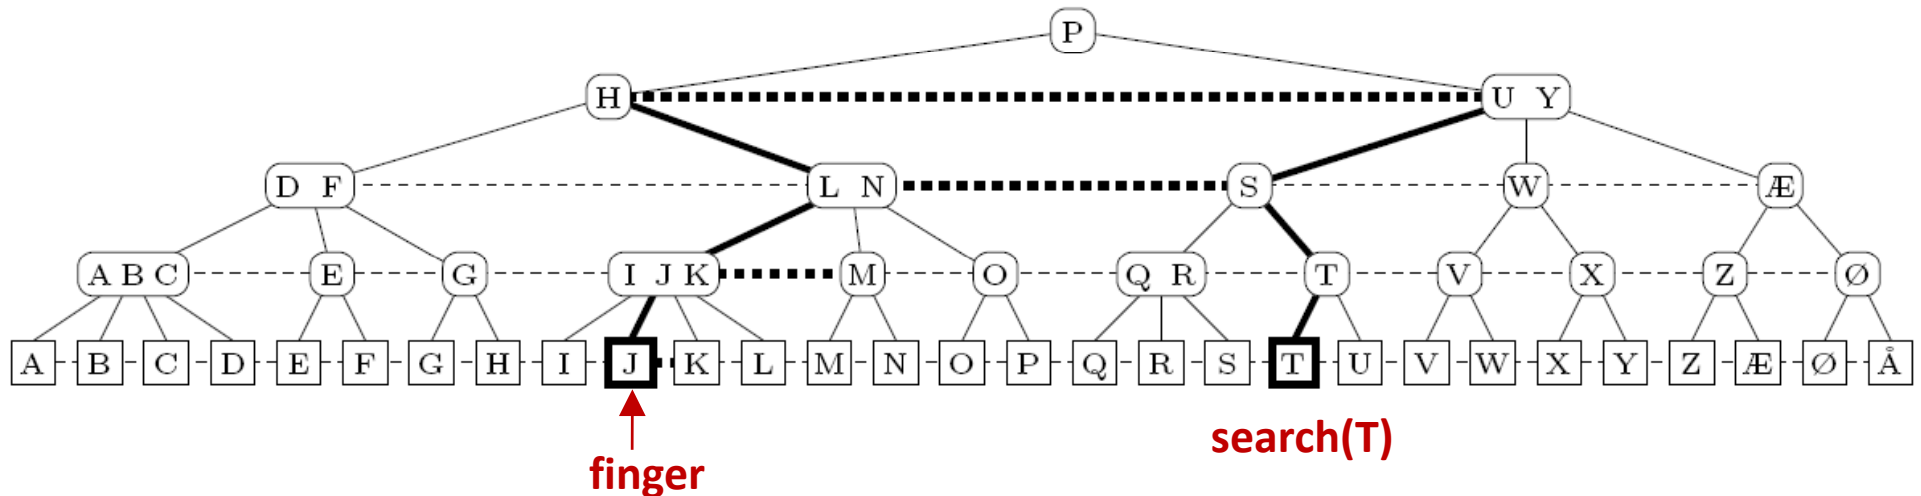 P
H U Y
D F L N S W Æ
A B C E G I J K M O Q R T V X Z Ø
A B C D E F G H I J K L M N O P Q R S T U V W X Y Z Æ Ø Å
finger search(T)